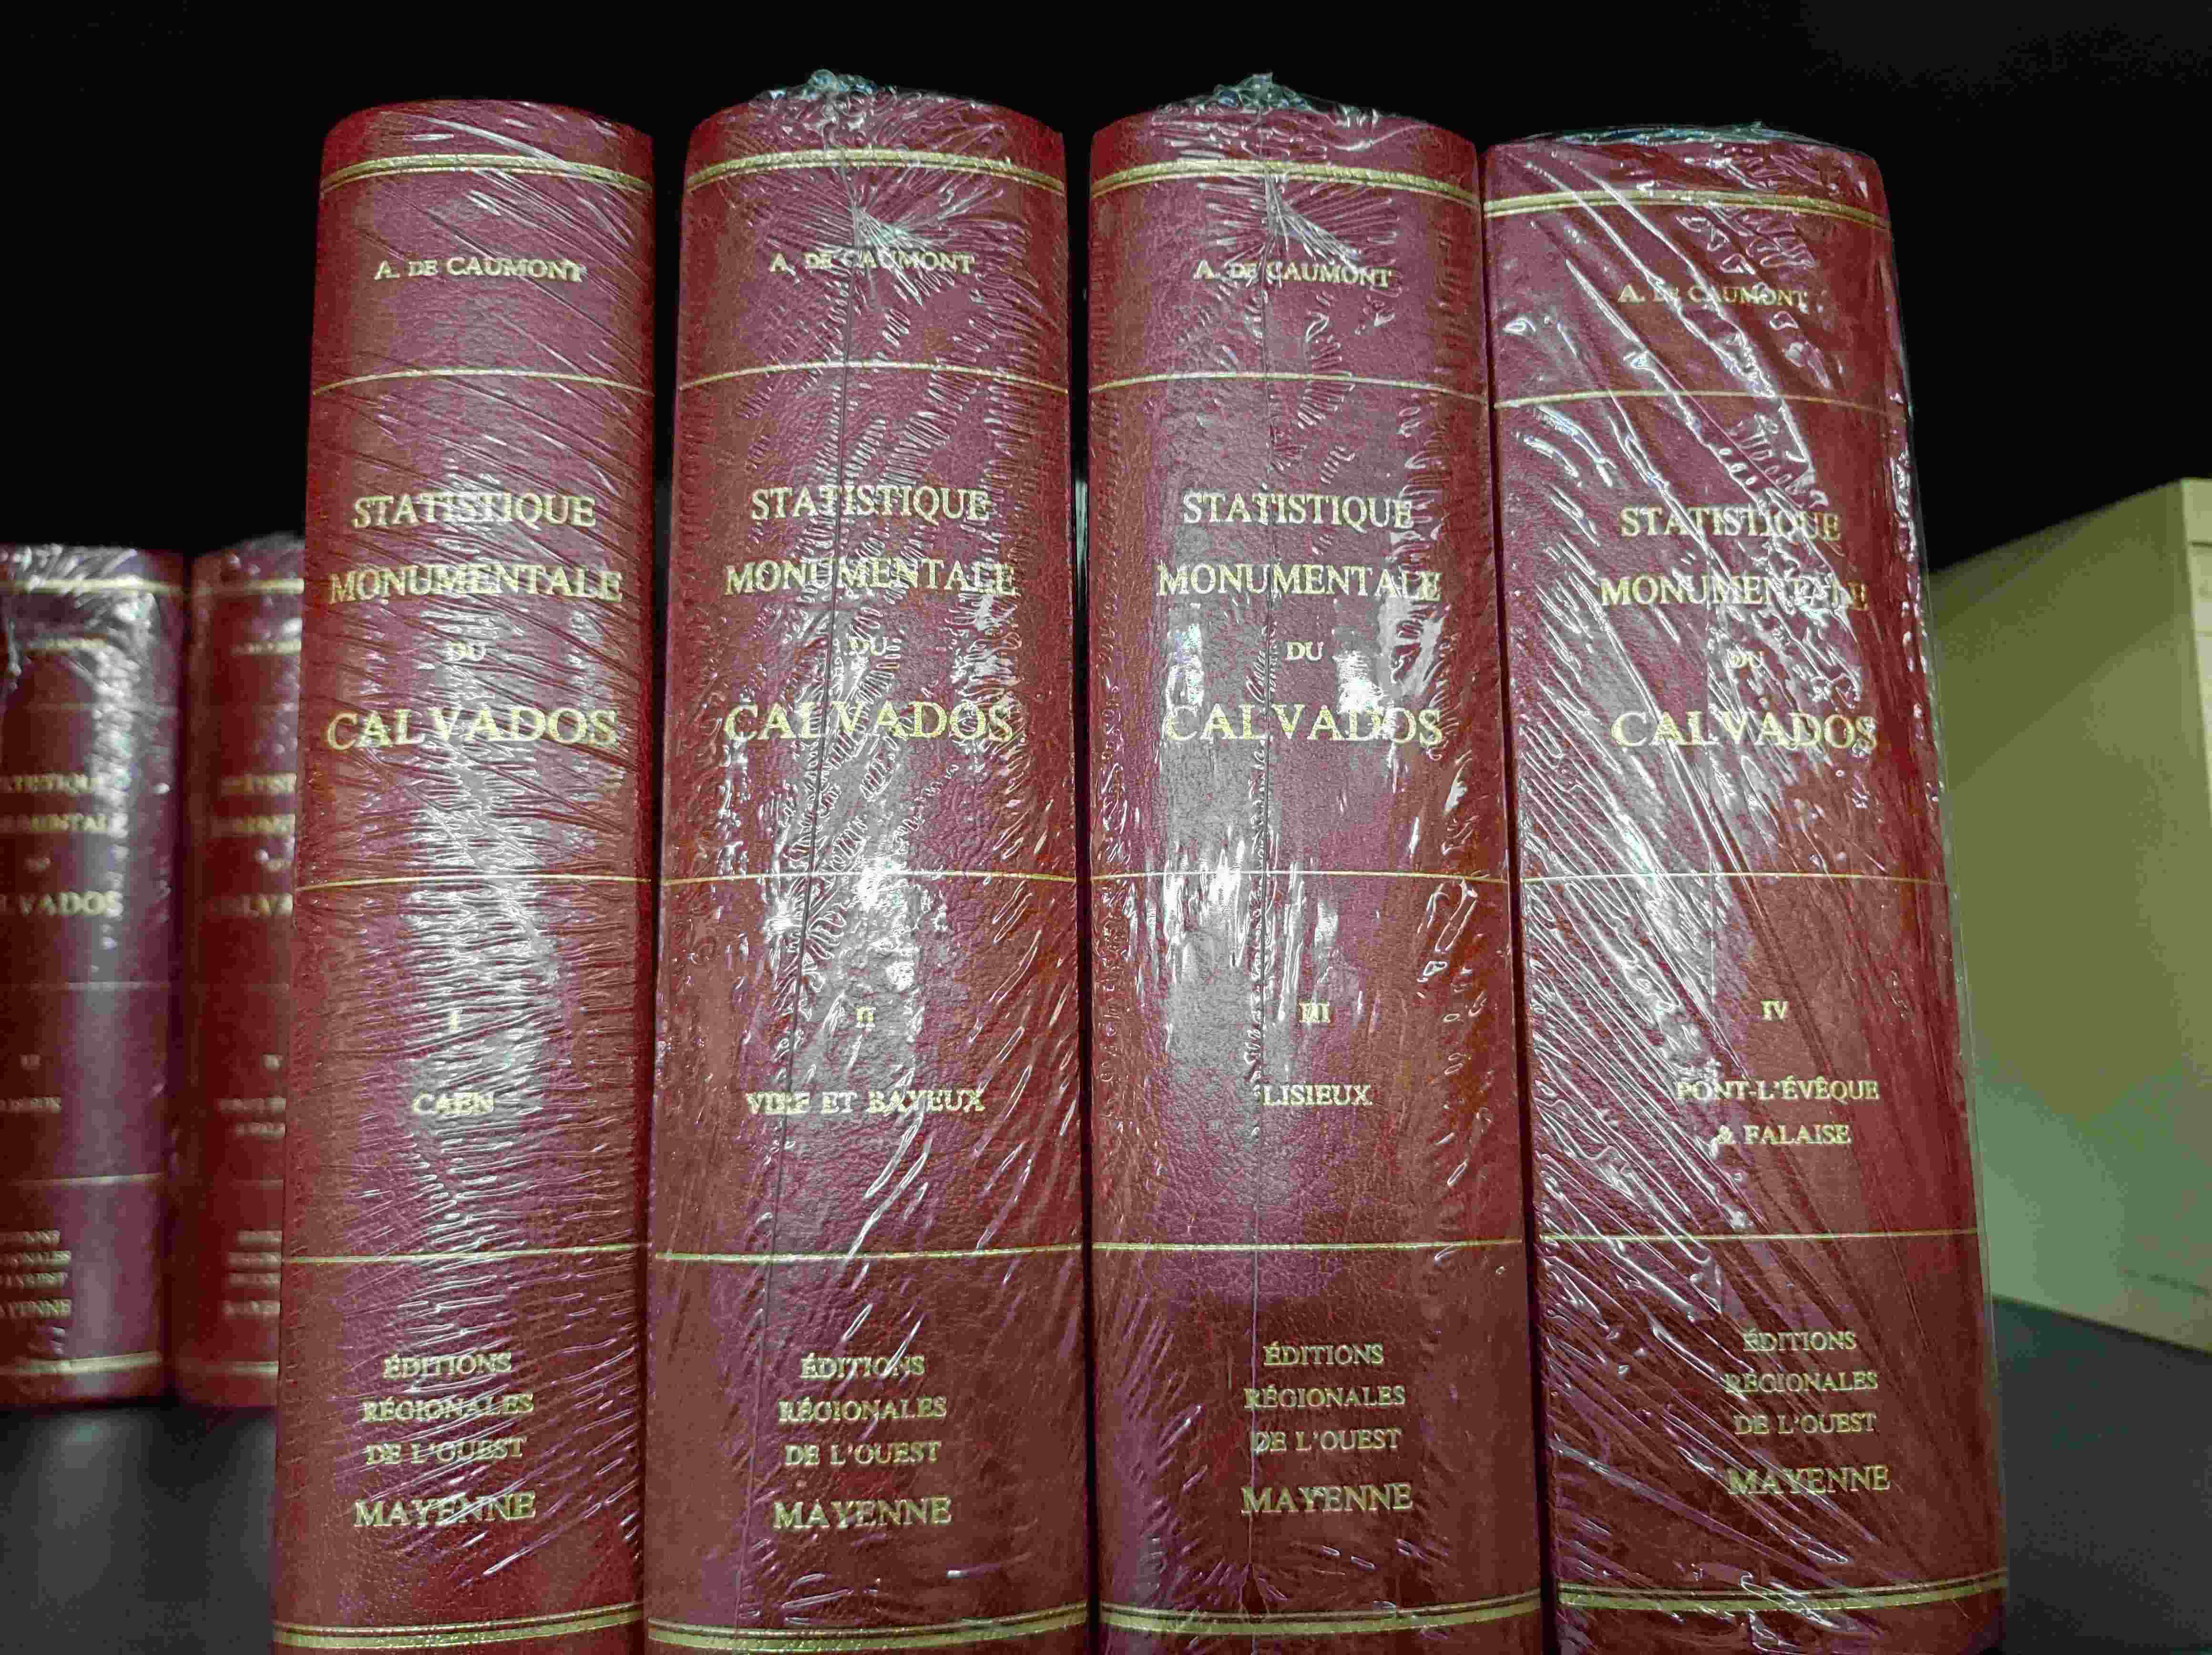 A. DE CAUMONT
STATISTIQUE
MONUMENTALE
DU
CALVADOS
I
CAEN
ÉDITIONS
RÉGIONALES
DE L'OUEST
MAYENNE
A. DE CAUMONT
STATISTIQUE
MONUMENTALE
DU
CALVADOS
II
VIRE ET BAYEUX
ÉDITIONS
RÉGIONALES
DE L'OUEST
MAYENNE
A. DE CAUMONT
STATISTIQUE
MONUMENTALE
DU
CALVADOS
III
LISIEUX
ÉDITIONS
RÉGIONALES
DE L'OUEST
MAYENNE
A. DE CAUMONT
STATISTIQUE
MONUMENTALE
DU
CALVADOS
IV
PONT-L'ÉVÊQUE
& FALAISE
ÉDITIONS
RÉGIONALES
DE L'OUEST
MAYENNE